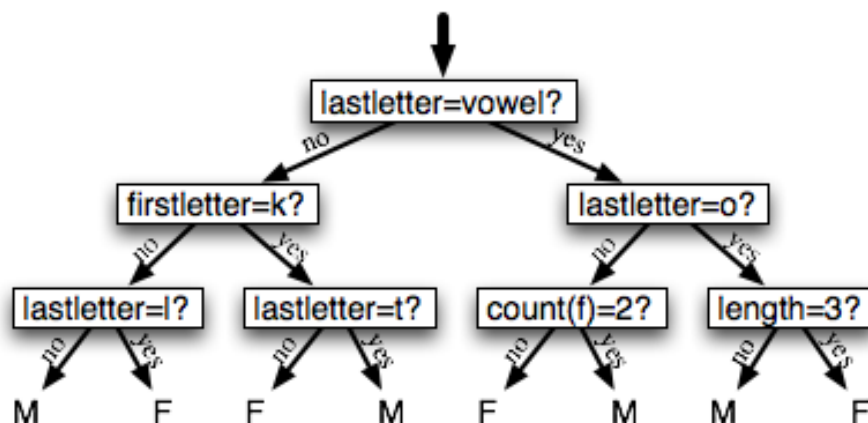 lastletter=vowel?
no yes
firstletter=k? lastletter=o?
no yes no yes
lastletter=l? lastletter=t? count(f)=2? length=3?
no yes no yes no yes no yes
M F F M F M M F